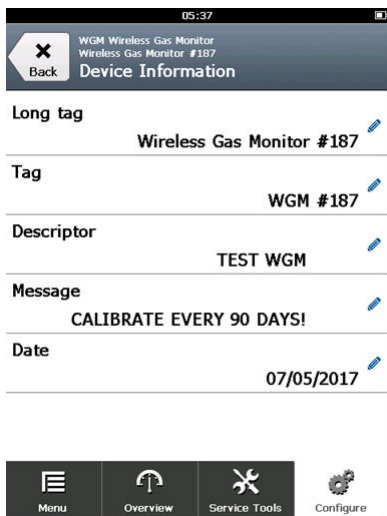 05:37
WGM Wireless Gas Monitor
Wireless Gas Monitor #187
Back
Device Information
Long tag
Wireless Gas Monitor #187
Tag
WGM #187
Descriptor
TEST WGM
Message
CALIBRATE EVERY 90 DAYS!
Date
07/05/2017
Menu
Overview
Service Tools
Configure